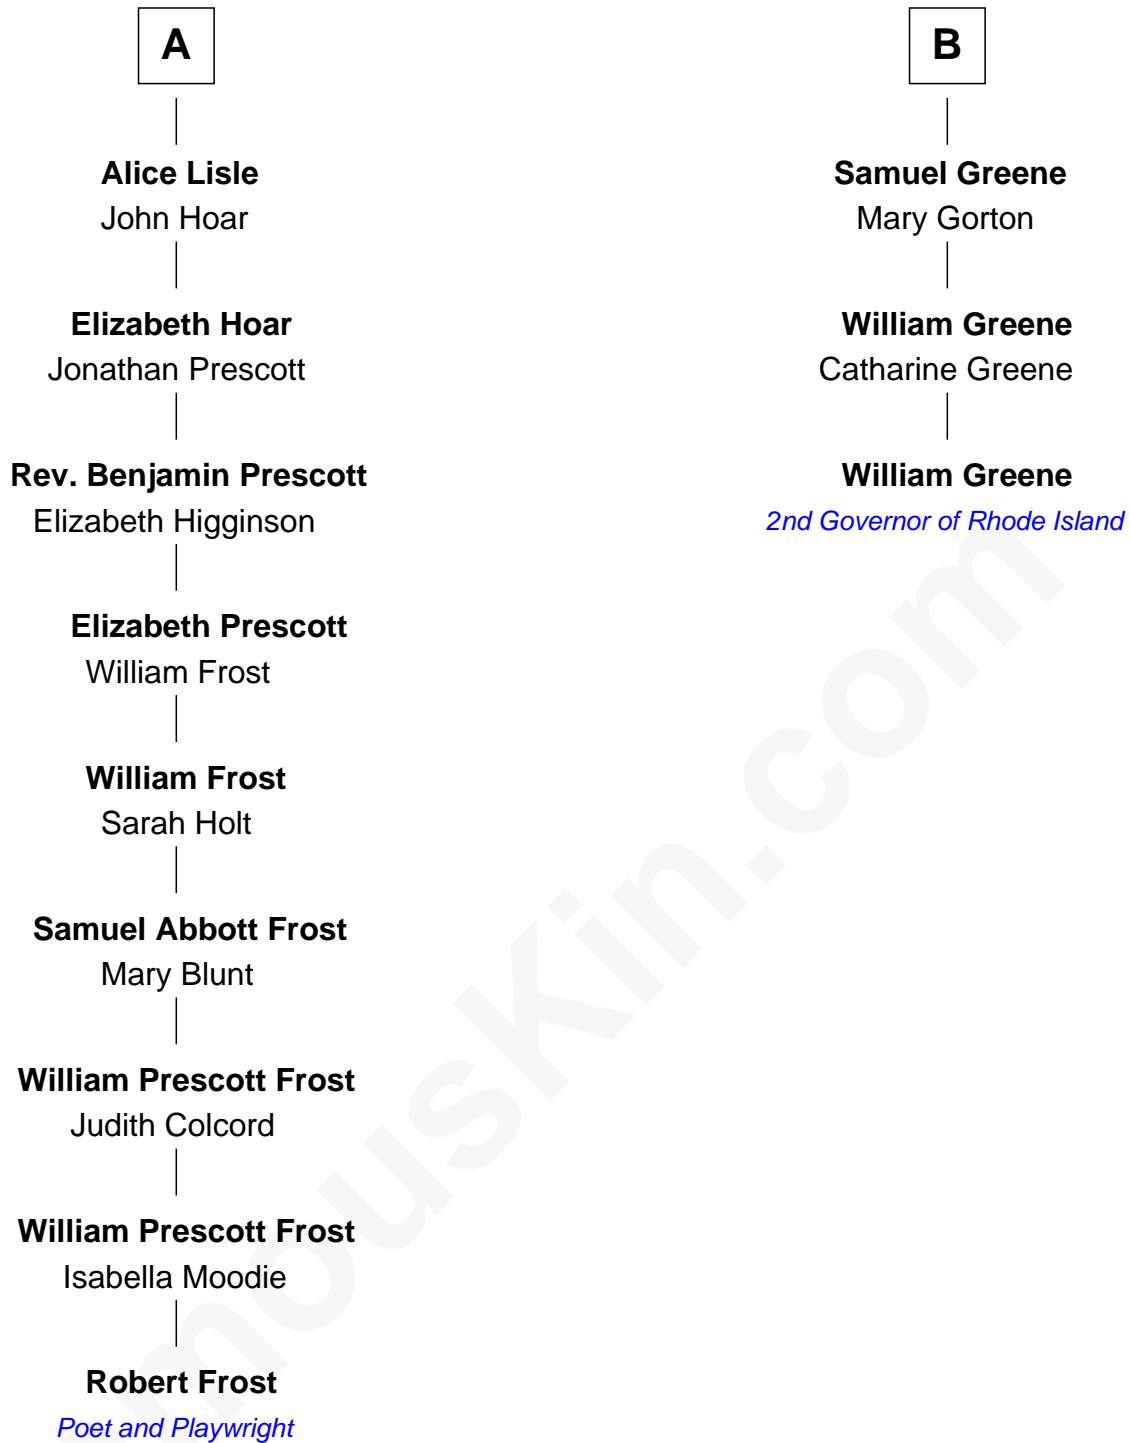 A
Alice Lisle
John Hoar
Elizabeth Hoar
Jonathan Prescott
Rev. Benjamin Prescott
Elizabeth Higginson
Elizabeth Prescott
William Frost
William Frost
Sarah Holt
Samuel Abbott Frost
Mary Blunt
William Prescott Frost
Judith Colcord
William Prescott Frost
Isabella Moodie
Robert Frost
Poet and Playwright
B
Samuel Greene
Mary Gorton
William Greene
Catharine Greene
William Greene
2nd Governor of Rhode Island
mousKin.com